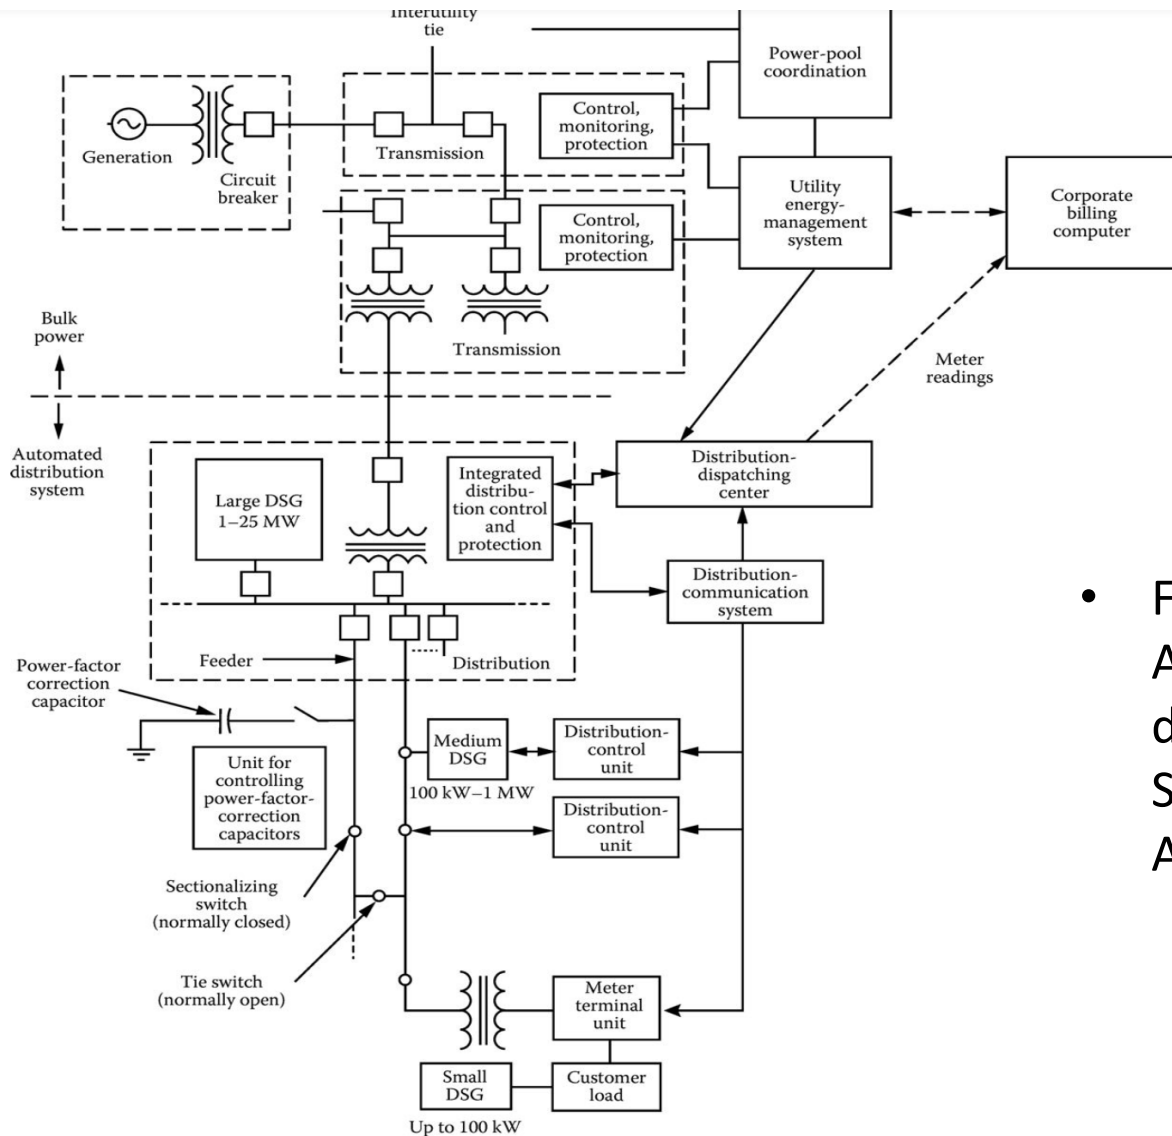 Interutility
tie
Power-pool
coordination
Control,
monitoring,
protection
Generation
Transmission
Circuit
breaker
Utility
energy-
management
system
Corporate
billing
computer
Control,
monitoring,
protection
Transmission
Bulk
power
Meter
readings
Automated
distribution
system
Large DSG
1–25 MW
Integrated
distribu-
tion control
and
protection
Distribution-
dispatching
center
Distribution-
communication
system
Feeder
Distribution
Power-factor
correction
capacitor
Unit for
controlling
power-factor-
correction
capacitors
Medium
DSG
100 kW–1 MW
Distribution-
control
unit
Distribution-
control
unit
Sectionalizing
switch
(normally closed)
Tie switch
(normally open)
Meter
terminal
unit
Small
DSG
Customer
load
Up to 100 kW
• F
A
d
S
A